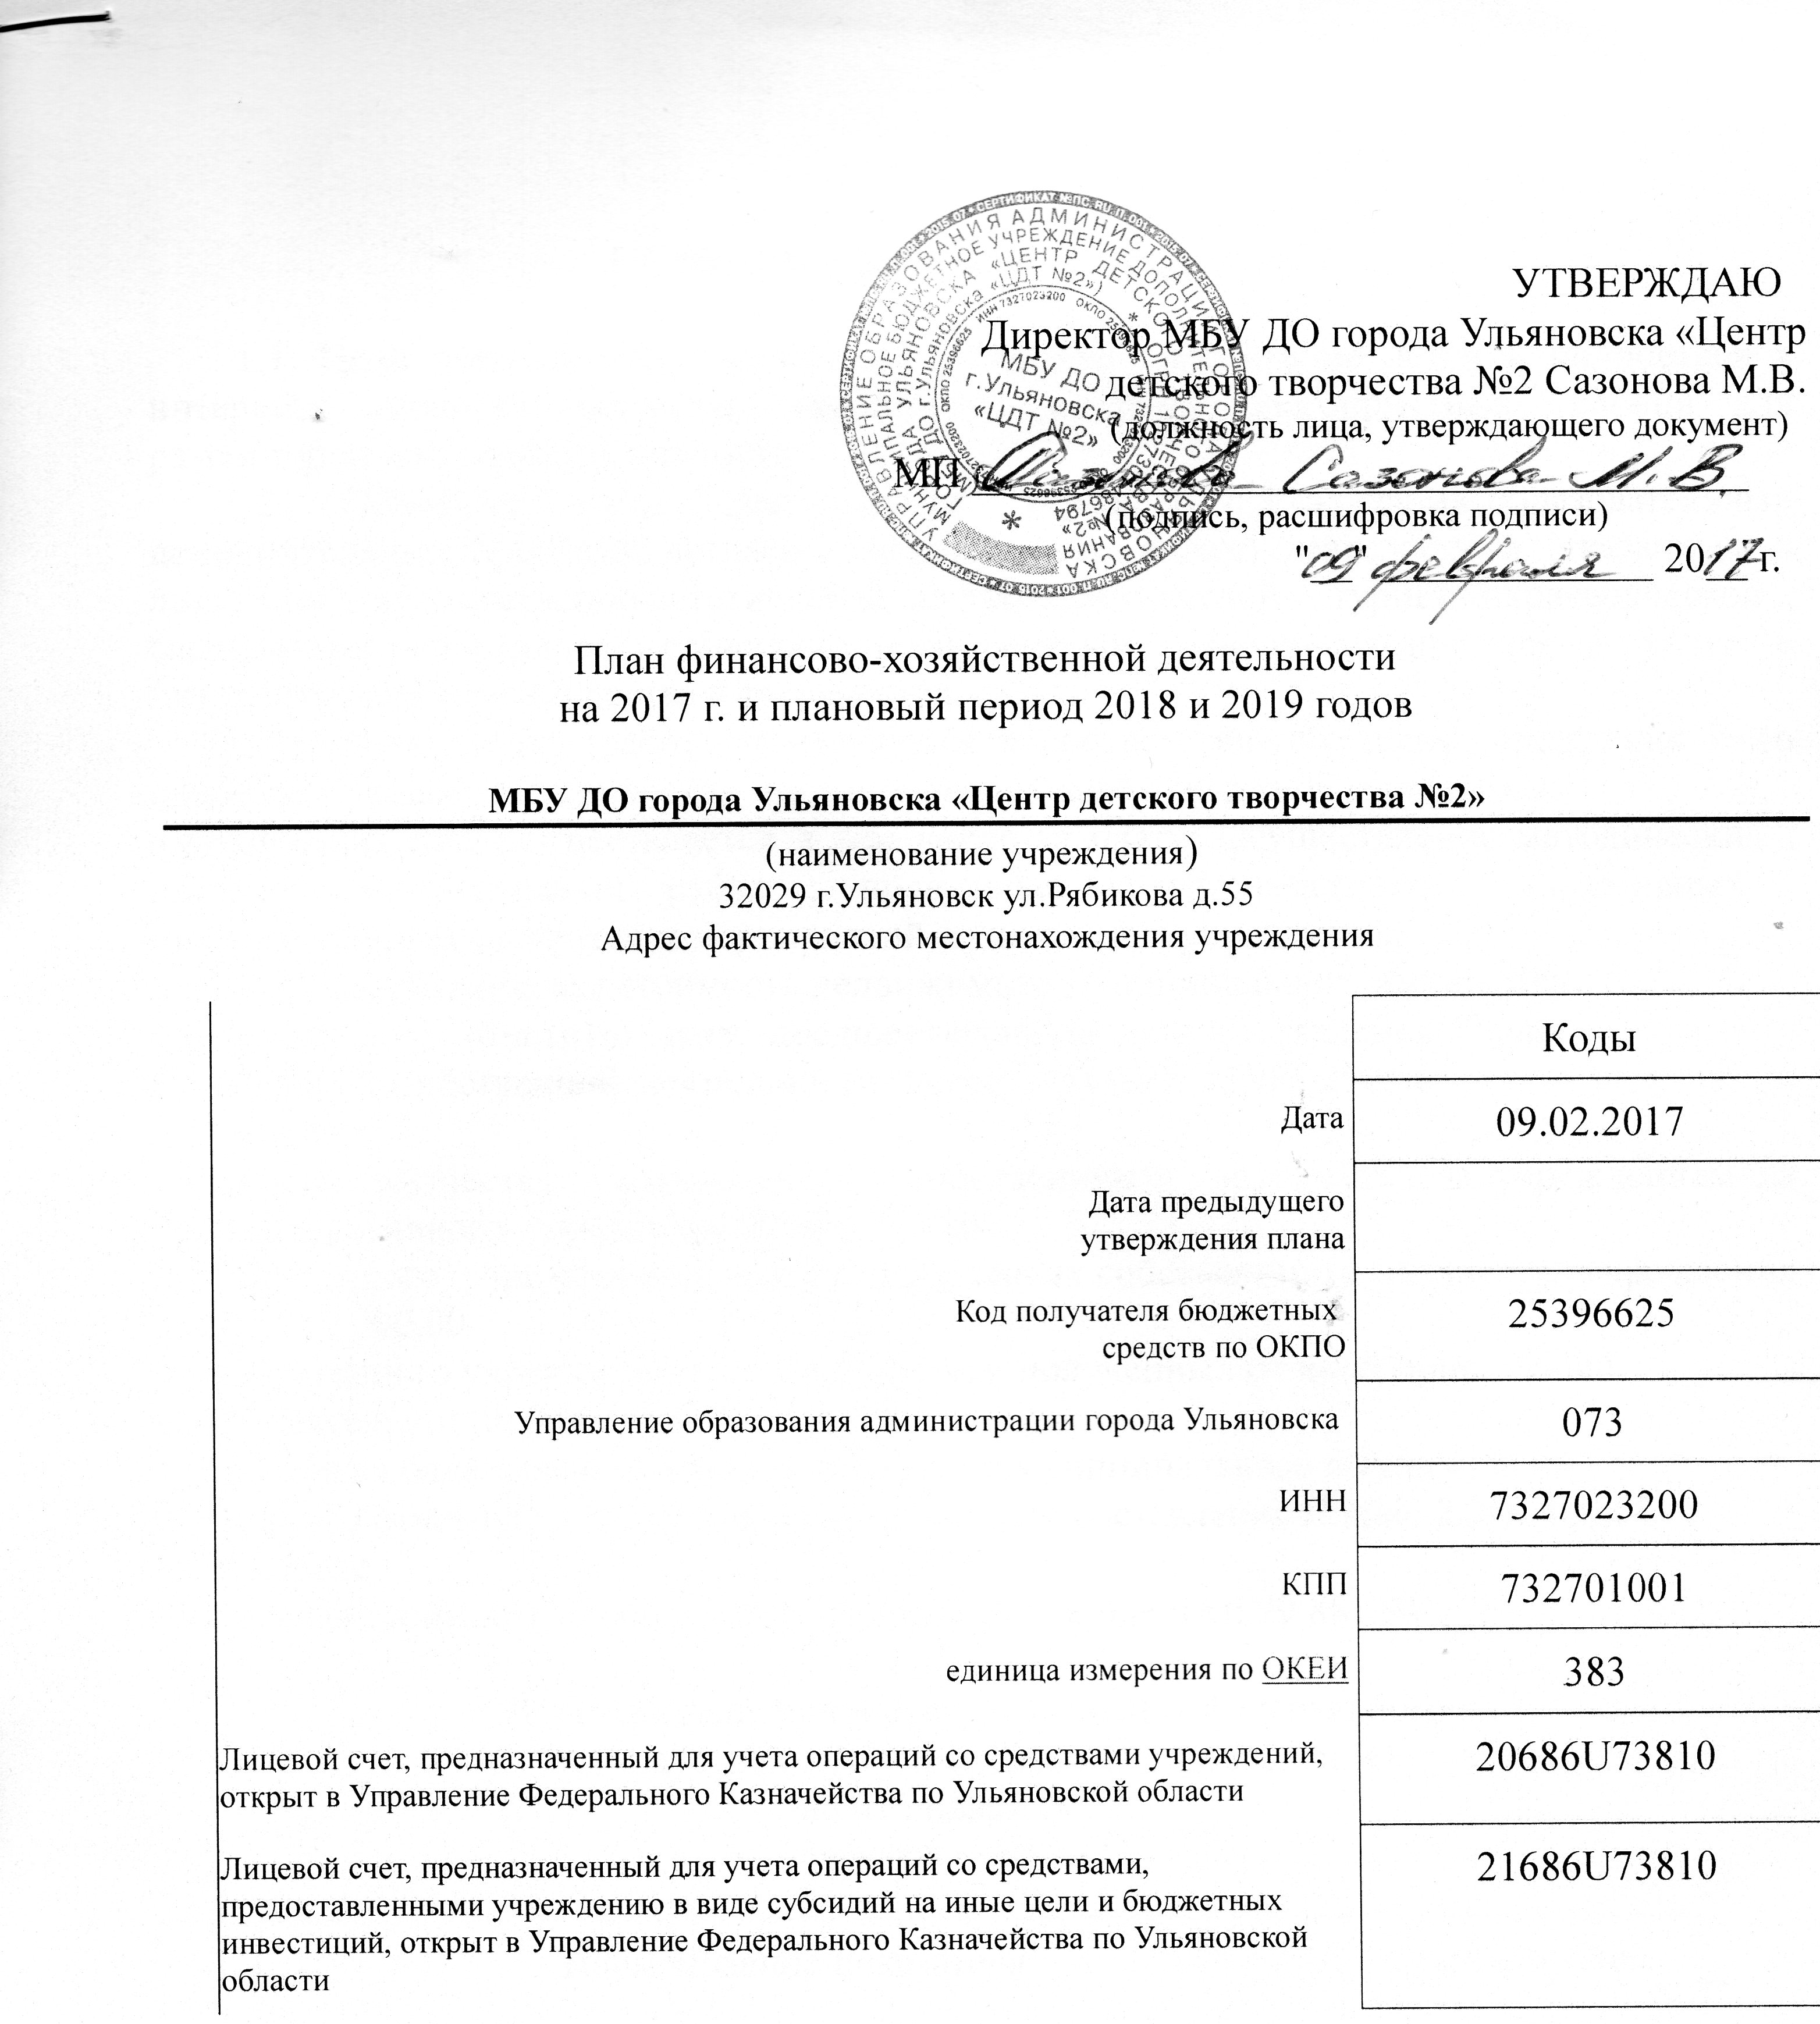 УТВЕРЖДАЮ
Директор МБУ ДО города Ульяновска «Центр
детского творчества №2 Сазонова М.В.
(должность лица, утверждающего документ)
МП Сазонова М.В.
(подпись, расшифровка подписи)
"09" февраля 2017 г.
МБУ ДО
г.Ульяновска
«ЦДТ №2»
План финансово-хозяйственной деятельности
на 2017 г. и плановый период 2018 и 2019 годов
МБУ ДО города Ульяновска «Центр детского творчества №2»
(наименование учреждения)
32029 г.Ульяновск ул.Рябикова д.55
Адрес фактического местонахождения учреждения
Коды
Дата 09.02.2017
Дата предыдущего
утверждения плана
Код получателя бюджетных 25396625
средств по ОКПО
Управление образования администрации города Ульяновска 073
ИНН 7327023200
КПП 732701001
единица измерения по ОКЕИ 383
Лицевой счет, предназначенный для учета операций со средствами учреждений, 20686U73810
открыт в Управление Федерального Казначейства по Ульяновской области
Лицевой счет, предназначенный для учета операций со средствами, 21686U73810
предоставленными учреждению в виде субсидий на иные цели и бюджетных
инвестиций, открыт в Управление Федерального Казначейства по Ульяновской
области